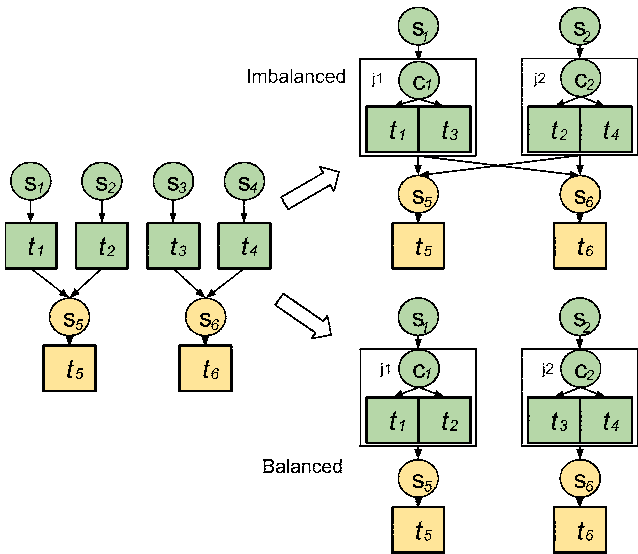 s1 s2
Imbalanced j1 c1 j2 c2
t1 t3 t2 t4
s1 s2 s3 s4 s5 s6
t1 t2 t3 t4 t5 t6
s5 s6 s1 s2
t5 t6 j1 c1 j2 c2
t1 t2 t3 t4
Balanced s5 s6
t5 t6